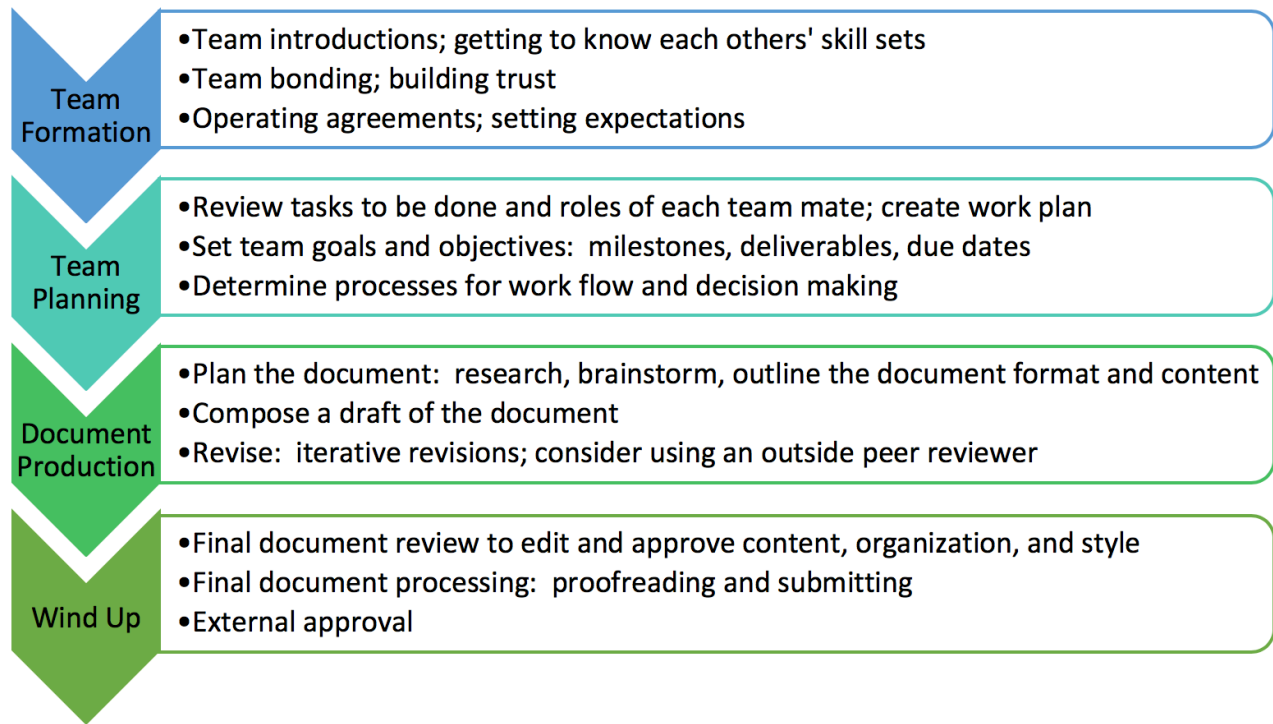 Team
Formation
•Team introductions; getting to know each others' skill sets
•Team bonding; building trust
•Operating agreements; setting expectations
Team
Planning
•Review tasks to be done and roles of each team mate; create work plan
•Set team goals and objectives:  milestones, deliverables, due dates
•Determine processes for work flow and decision making
Document
Production
•Plan the document:  research, brainstorm, outline the document format and content
•Compose a draft of the document
•Revise:  iterative revisions; consider using an outside peer reviewer
Wind Up
•Final document review to edit and approve content, organization, and style
•Final document processing:  proofreading and submitting
•External approval